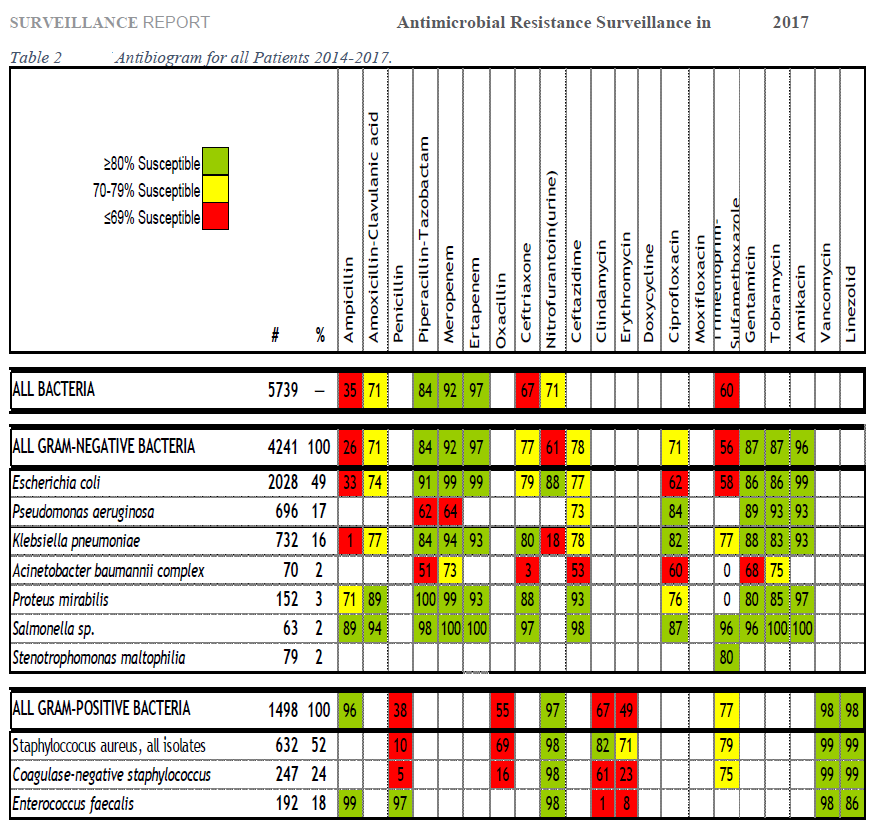 SURVEILLANCE REPORT Antimicrobial Resistance Surveillance in 2017
Table 2 Antibiogram for all Patients 2014-2017.
≥80% Susceptible
70-79% Susceptible
≤69% Susceptible
# % Ampicillin Amoxicillin-Clavulanic acid Penicillin Piperacillin-Tazobactam Meropenem Ertapenem Oxacillin Ceftriaxone Nitrofurantoin(urine) Ceftazidime Clindamycin Erythromycin Doxycycline Ciprofloxacin Moxifloxacin Trimethoprim-Sulfamethoxazole Gentamicin Tobramycin Amikacin Vancomycin Linezolid
ALL BACTERIA 5739 – 35 71 84 92 97 67 71 60
ALL GRAM-NEGATIVE BACTERIA 4241 100 26 71 84 92 97 77 61 78 71 56 87 87 96
Escherichia coli 2028 49 33 74 91 99 99 79 88 77 62 58 86 86 99
Pseudomonas aeruginosa 696 17 62 64 73 84 89 93 93
Klebsiella pneumoniae 732 16 1 77 84 94 93 80 18 78 82 77 88 83 93
Acinetobacter baumannii complex 70 2 51 73 3 53 60 0 68 75
Proteus mirabilis 152 3 71 89 100 99 93 88 93 76 0 80 85 97
Salmonella sp. 63 2 89 94 98 100 100 97 98 87 96 96 100 100
Stenotrophomonas maltophilia 79 2 80
ALL GRAM-POSITIVE BACTERIA 1498 100 96 38 55 97 67 49 77 98 98
Staphyloccocus aureus, all isolates 632 52 10 69 98 82 71 79 99 99
Coagulase-negative staphylococcus 247 24 5 16 98 61 23 75 99 99
Enterococcus faecalis 192 18 99 97 98 1 8 98 86